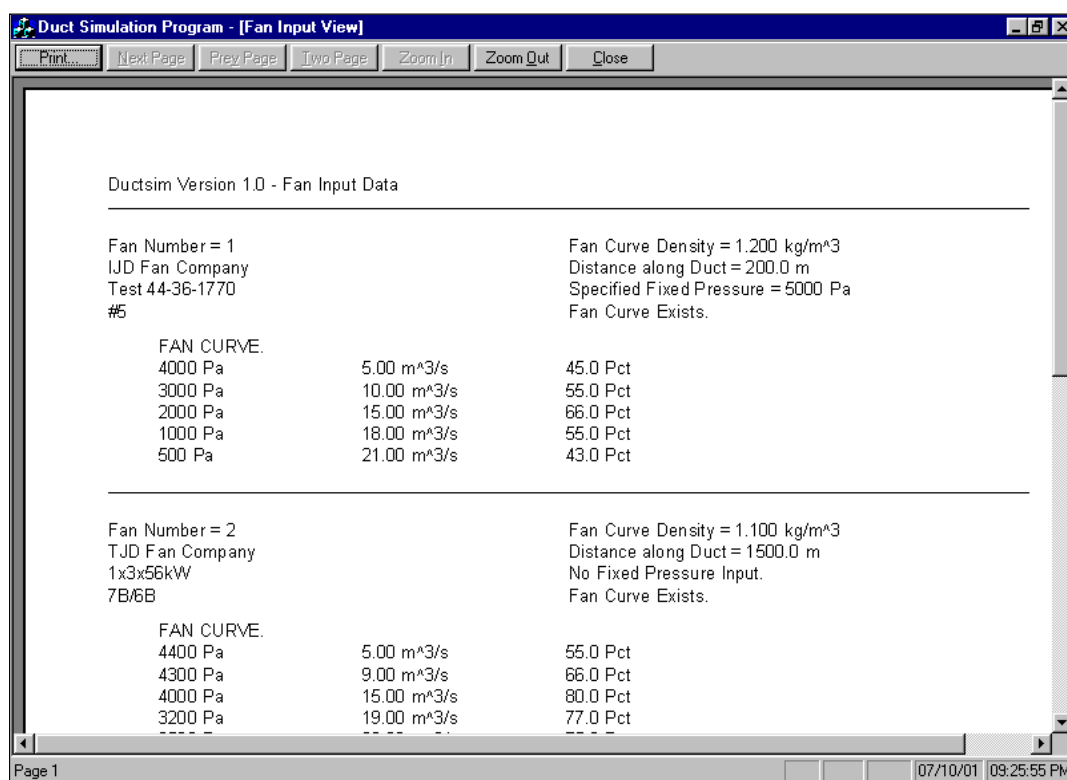 Duct Simulation Program - [Fan Input View]
Print... Next Page Prev Page Two Page Zoom In Zoom Out Close
Ductsim Version 1.0 - Fan Input Data
Fan Number = 1 Fan Curve Density = 1.200 kg/m^3
IJD Fan Company Distance along Duct = 200.0 m
Test 44-36-1770 Specified Fixed Pressure = 5000 Pa
#5 Fan Curve Exists.
FAN CURVE.
4000 Pa 5.00 m^3/s 45.0 Pct
3000 Pa 10.00 m^3/s 55.0 Pct
2000 Pa 15.00 m^3/s 66.0 Pct
1000 Pa 18.00 m^3/s 55.0 Pct
500 Pa 21.00 m^3/s 43.0 Pct
Fan Number = 2 Fan Curve Density = 1.100 kg/m^3
TJD Fan Company Distance along Duct = 1500.0 m
1x3x56kW No Fixed Pressure Input.
7B/6B Fan Curve Exists.
FAN CURVE.
4400 Pa 5.00 m^3/s 55.0 Pct
4300 Pa 9.00 m^3/s 66.0 Pct
4000 Pa 15.00 m^3/s 80.0 Pct
3200 Pa 19.00 m^3/s 77.0 Pct
Page 1 07/10/01 09:25:55 PM